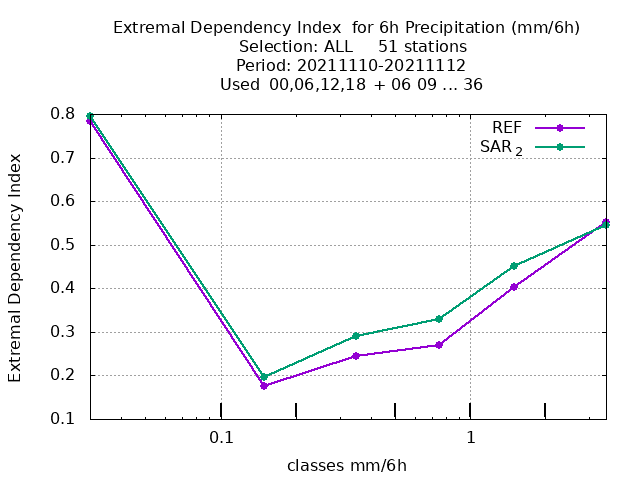 Extremal Dependency Index  for 6h Precipitation (mm/6h)
Selection: ALL     51 stations
Period: 20211110-20211112
Used  00,06,12,18  + 06 09 ... 36
REF
SAR 2
0.8
0.7
0.6
0.5
0.4
0.3
0.2
0.1
Extremal Dependency Index
0.1 1
classes mm/6h